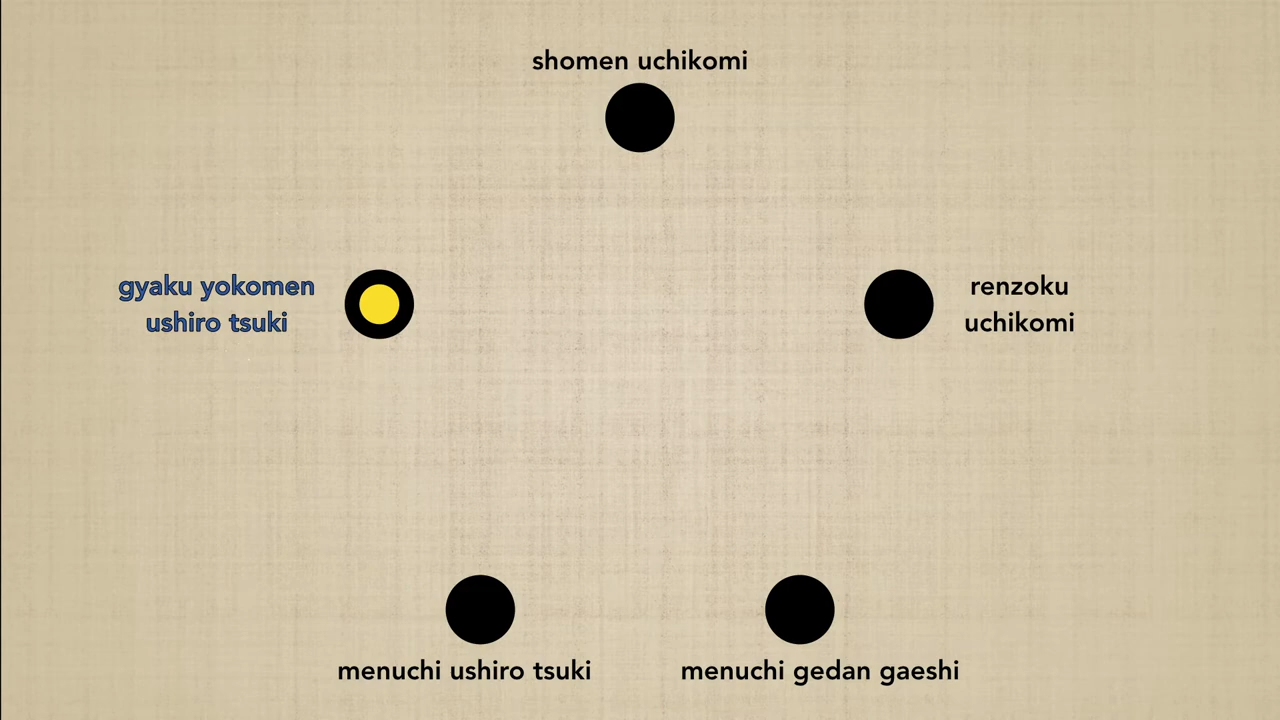 shomen uchikomi
gyaku yokomen
ushiro tsuki
renzoku
uchikomi
menuchi ushiro tsuki
menuchi gedan gaeshi